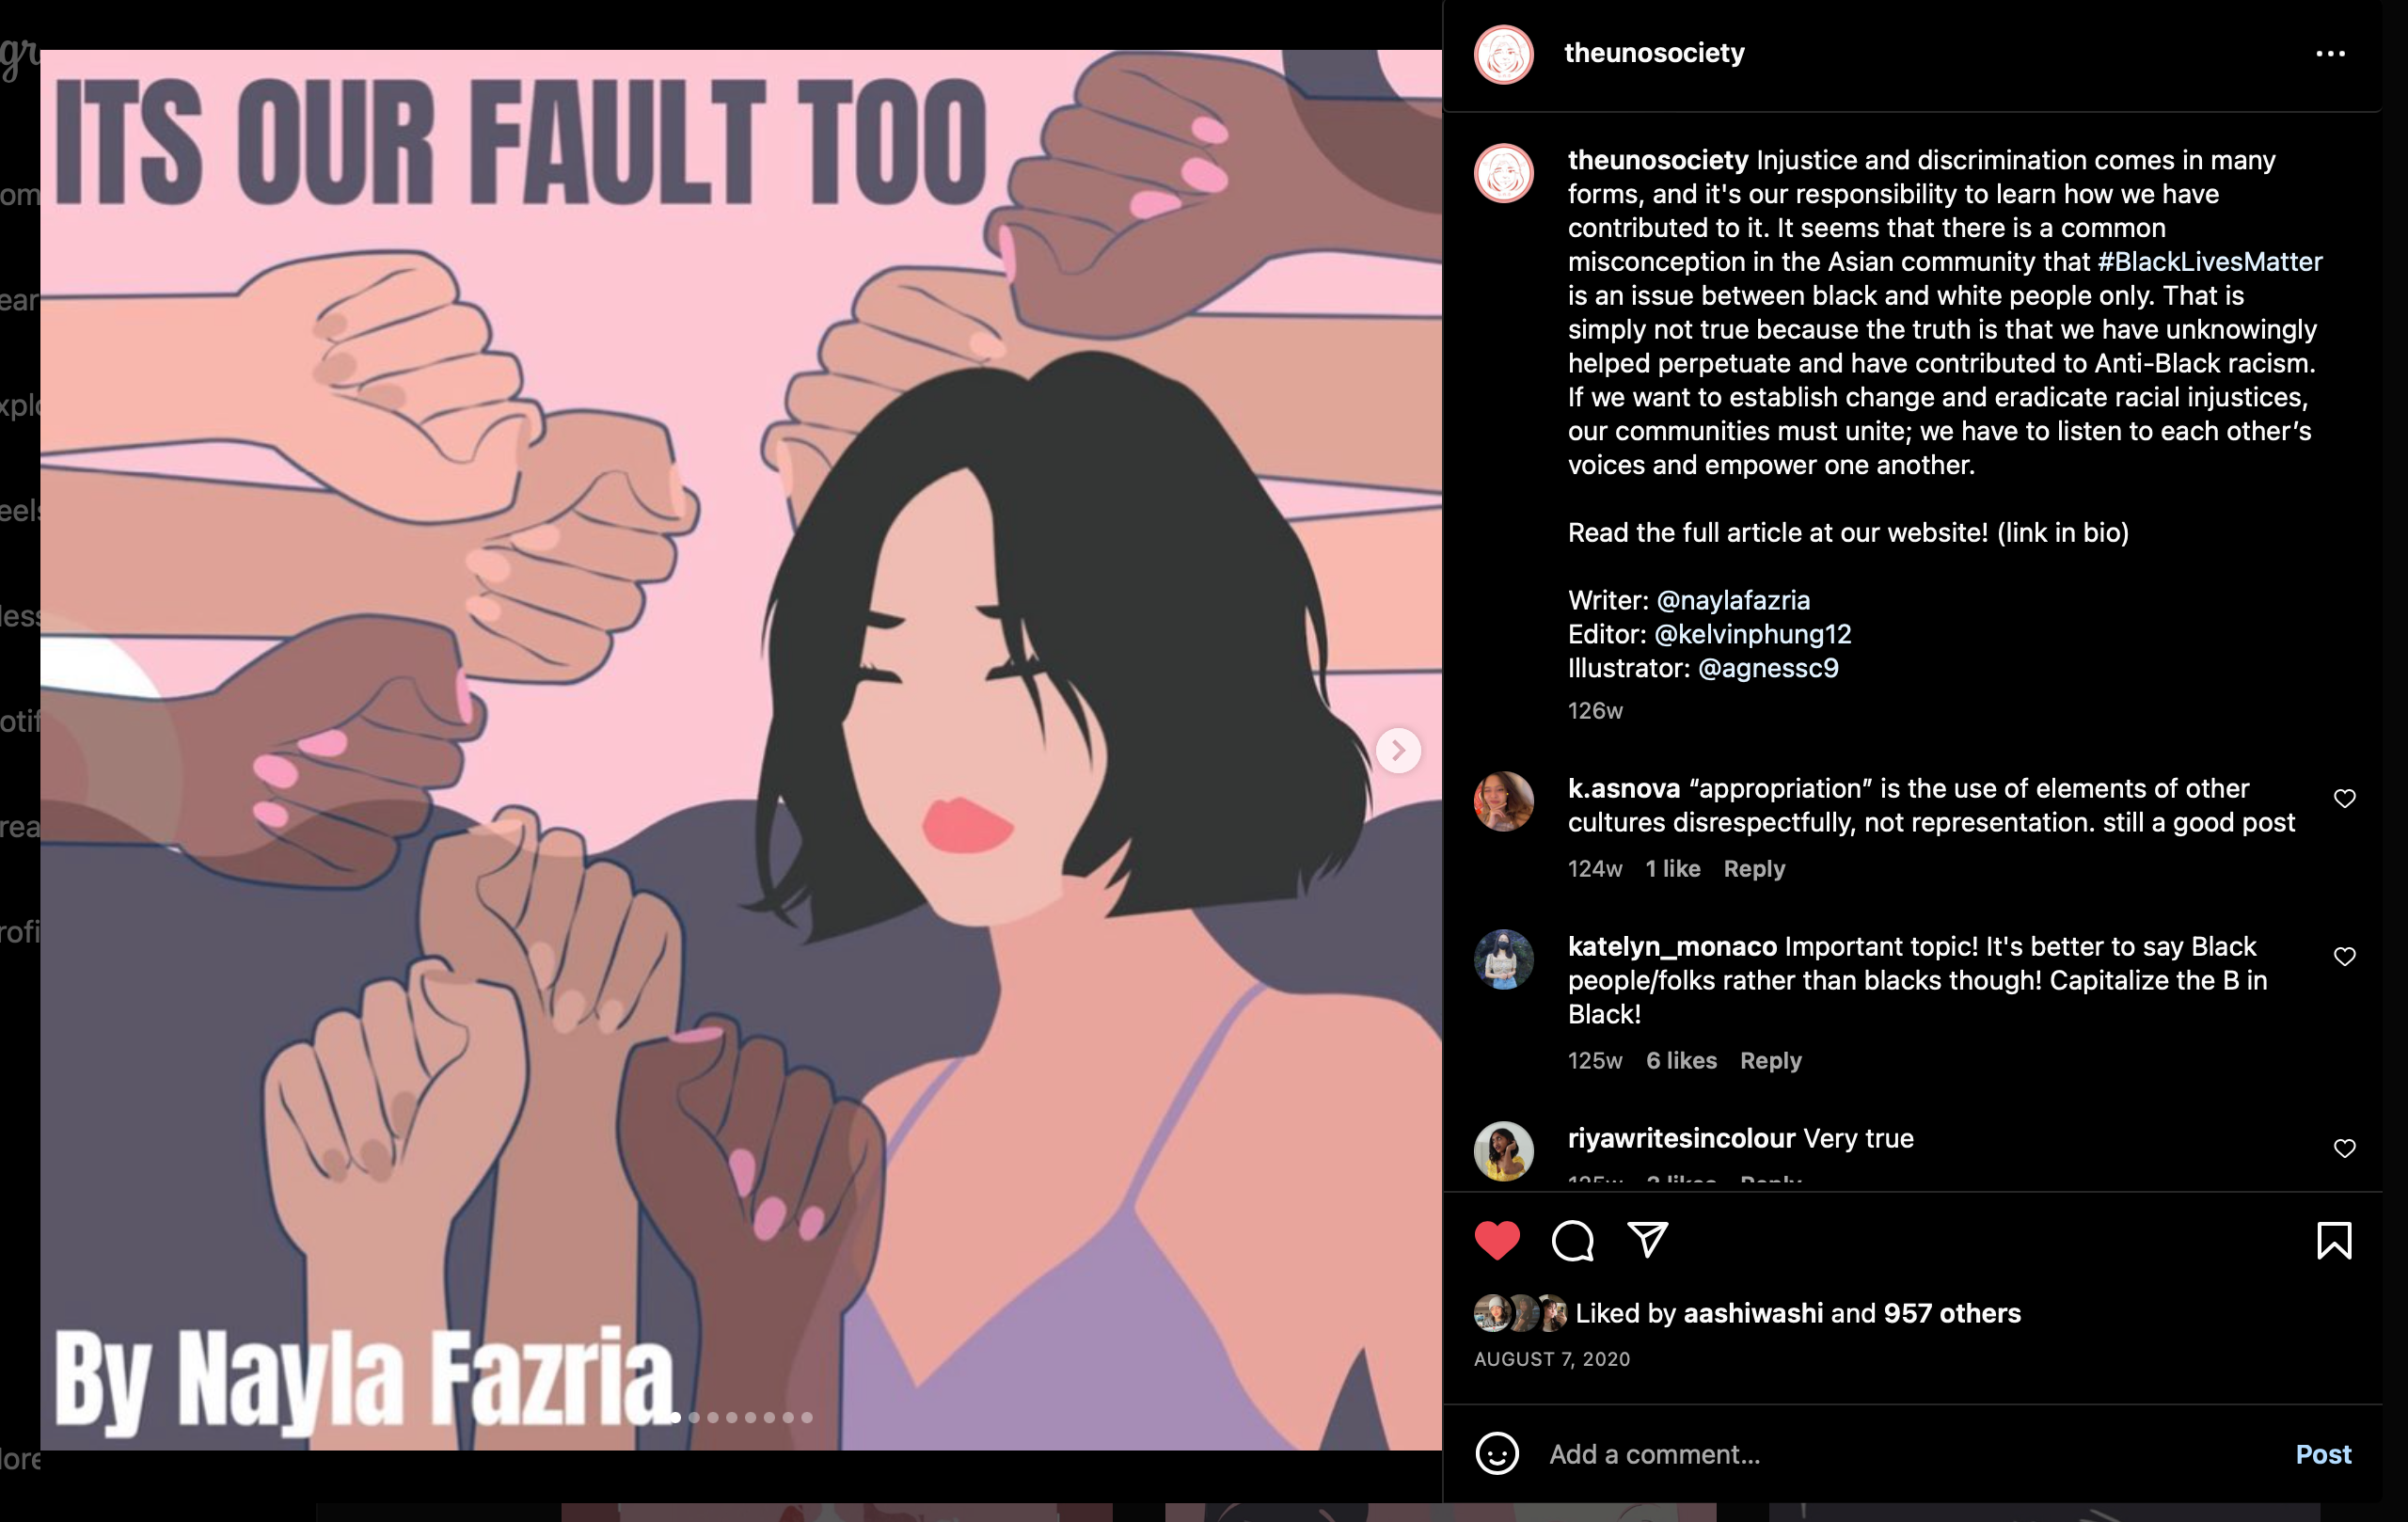 ITS OUR FAULT TOO
By Nayla Fazria
theunosociety
theunosociety Injustice and discrimination comes in many
forms, and it's our responsibility to learn how we have
contributed to it. It seems that there is a common
misconception in the Asian community that #BlackLivesMatter
is an issue between black and white people only. That is
simply not true because the truth is that we have unknowingly
helped perpetuate and have contributed to Anti-Black racism.
If we want to establish change and eradicate racial injustices,
our communities must unite; we have to listen to each other’s
voices and empower one another.
Read the full article at our website! (link in bio)
Writer: @naylafazria
Editor: @kelvinphung12
Illustrator: @agnessc9
126w
k.asnova “appropriation” is the use of elements of other
cultures disrespectfully, not representation. still a good post
124w 1 like Reply
katelyn_monaco Important topic! It's better to say Black
people/folks rather than blacks though! Capitalize the B in
Black!
125w 6 likes Reply
riyawritesincolour Very true
Liked by aashiwashi and 957 others
AUGUST 7, 2020
Add a comment...
Post